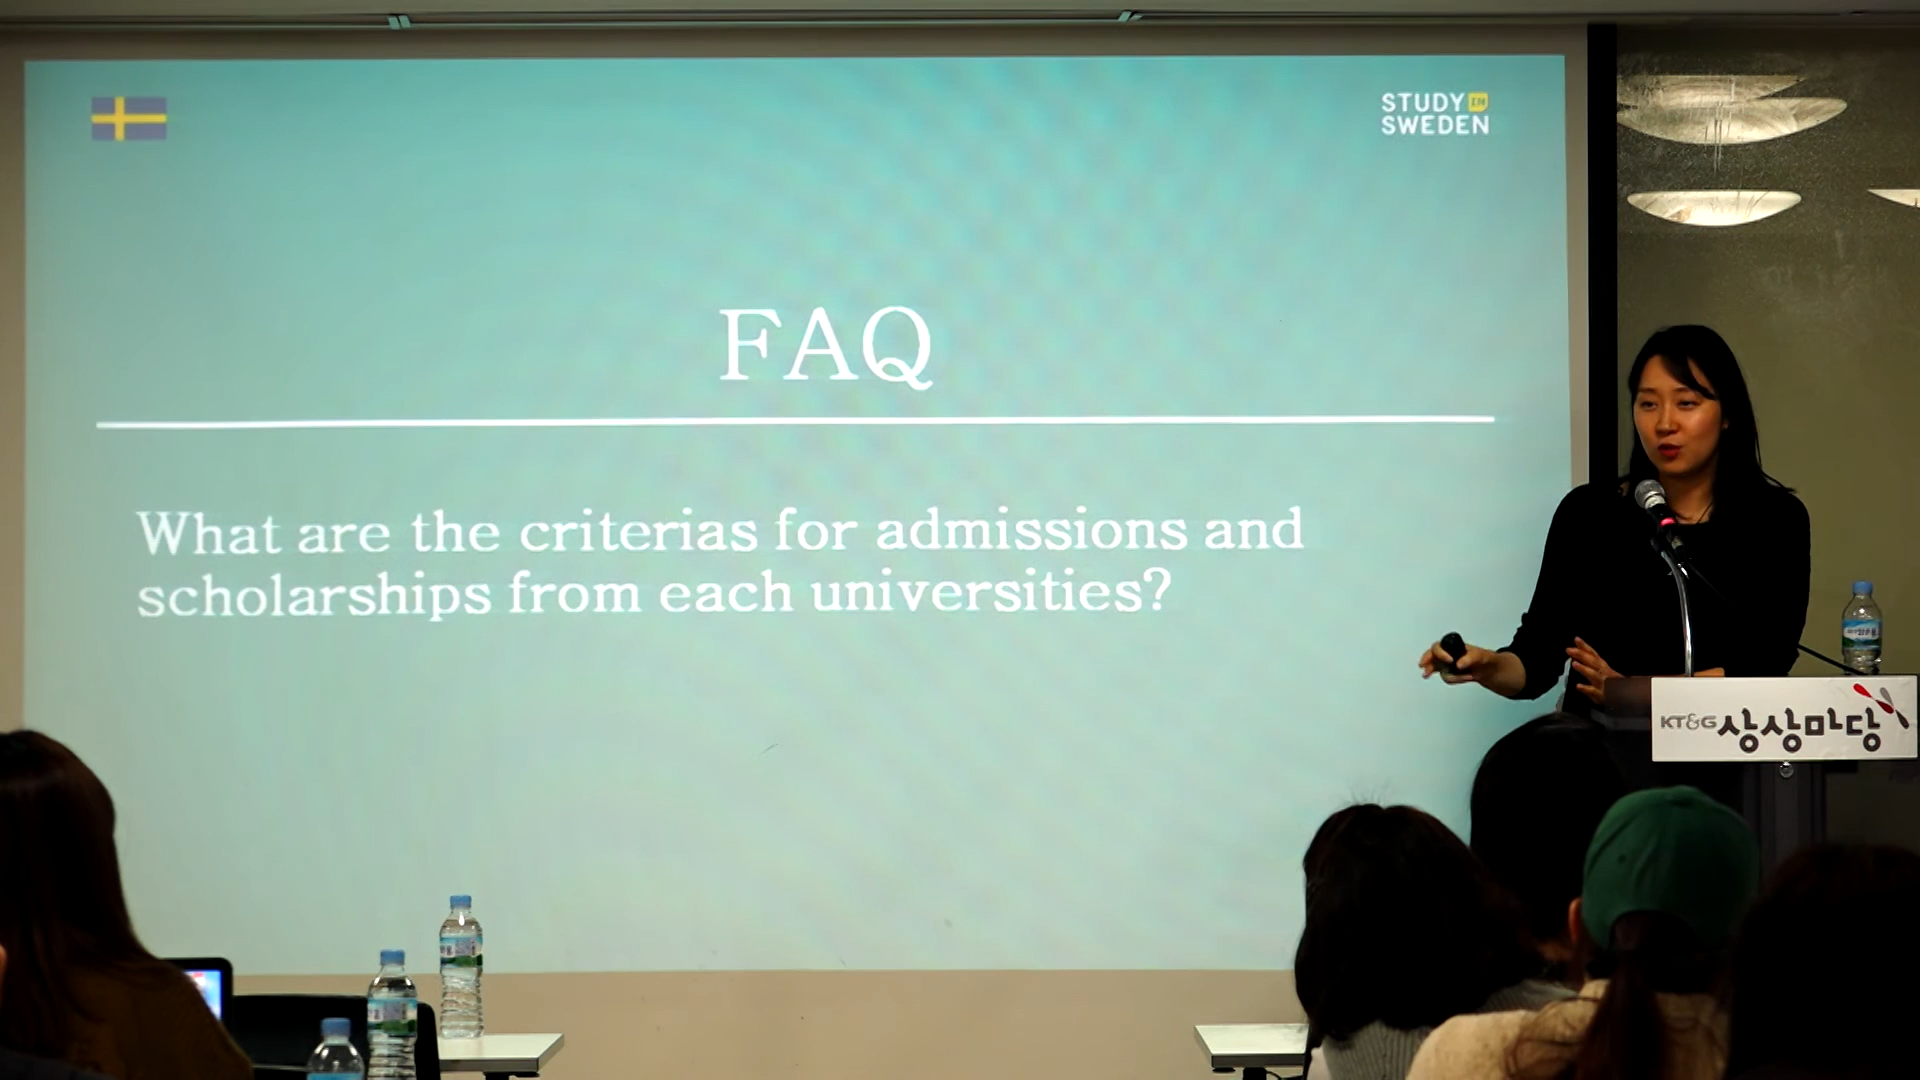 STUDY IN
SWEDEN
FAQ
What are the criterias for admissions and
scholarships from each universities?
KT&G 상상마당